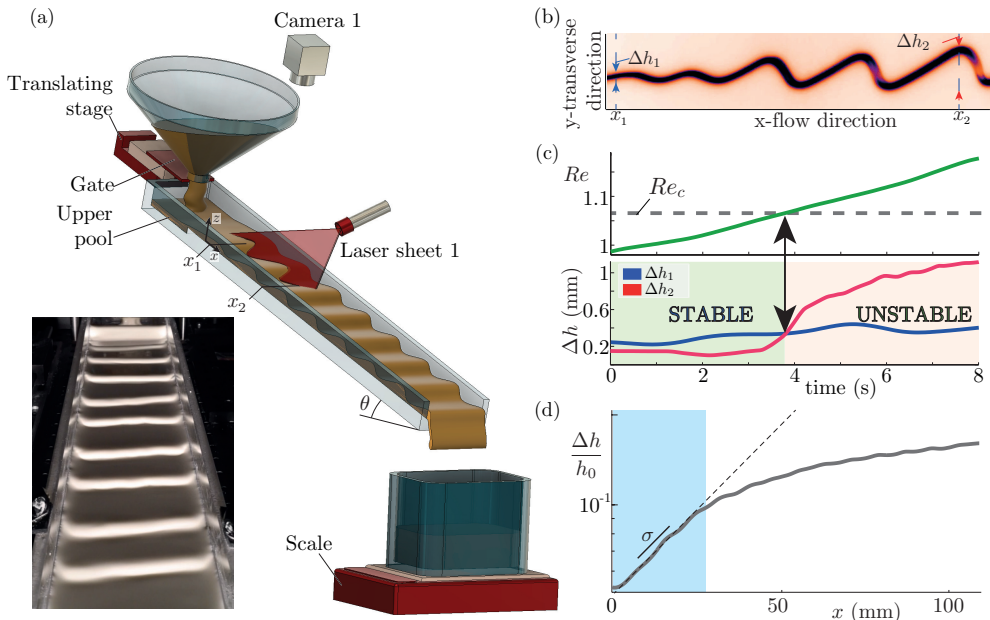 (a)
Camera 1
Translating
stage
Gate
Upper
pool
z
x
x₁
x₂
Laser sheet 1
θ
Scale
(b)
y-transverse
direction
Δh₁
Δh₂
x₁
x-flow direction
x₂
(c)
Re
Re_c
1.1
1
Δh (mm)
1
0.6
0.2
Δh₁
Δh₂
STABLE
UNSTABLE
0 2 4 6 8
time (s)
(d)
Δh
h₀
10⁻¹
σ
0 50 100
x (mm)